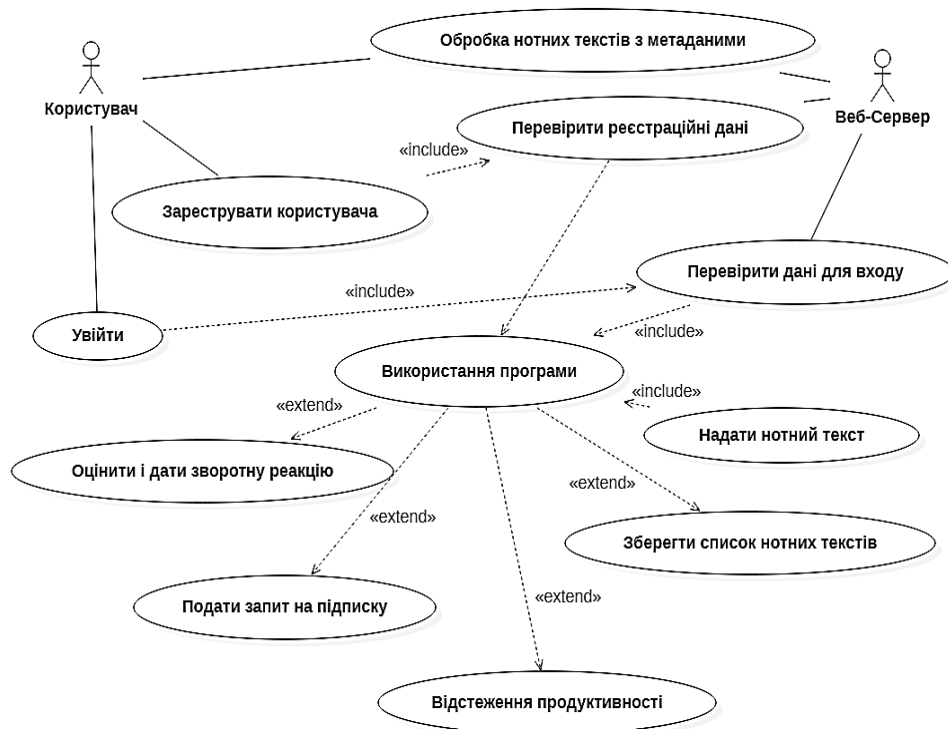 Обробка нотних текстів з метаданими
Користувач
Веб-Сервер
Перевірити реєстраційні дані
«include»
Зареструвати користувача
Перевірити дані для входу
«include»
«include»
Увійти
Використання програми
«include»
«extend»
Надати нотний текст
Оцінити і дати зворотну реакцію
«extend»
«extend»
Зберегти список нотних текстів
«extend»
Подати запит на підписку
Відстеження продуктивності